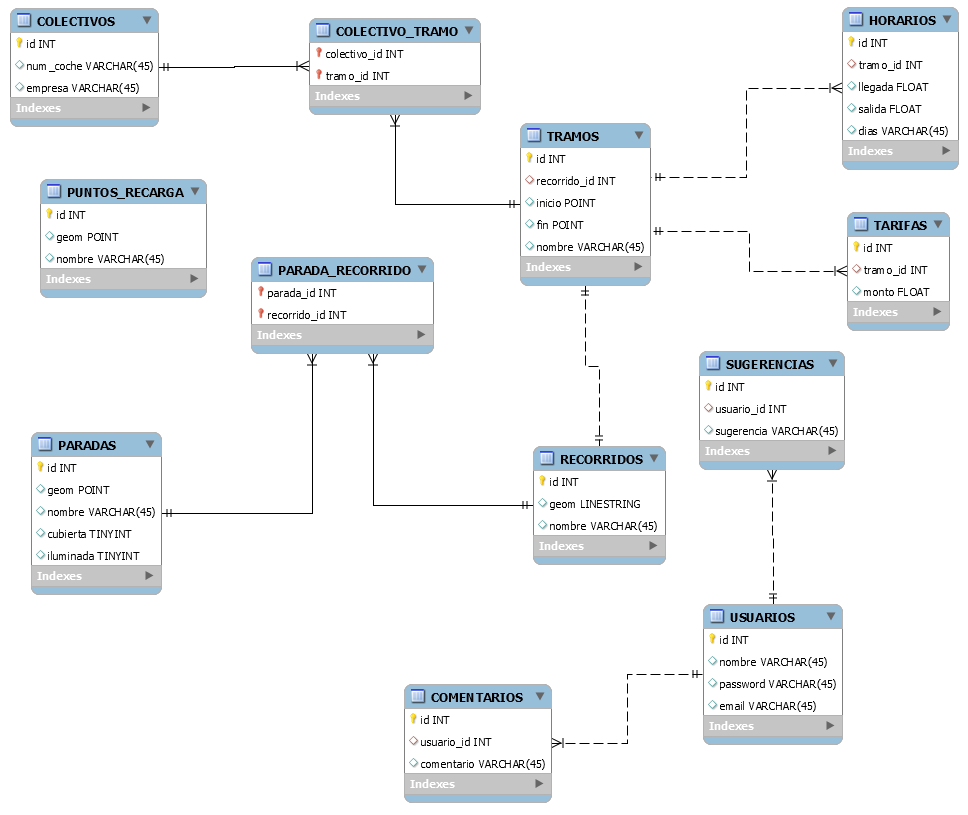 COLECTIVOS
id INT
num_coche VARCHAR(45)
empresa VARCHAR(45)
Indexes
COLECTIVO_TRAMO
colectivo_id INT
tramo_id INT
Indexes
HORARIOS
id INT
tramo_id INT
llegada FLOAT
salida FLOAT
dias VARCHAR(45)
Indexes
TRAMOS
id INT
recorrido_id INT
inicio POINT
fin POINT
nombre VARCHAR(45)
Indexes
PUNTOS_RECARGA
id INT
geom POINT
nombre VARCHAR(45)
Indexes
TARIFAS
id INT
tramo_id INT
monto FLOAT
Indexes
PARADA_RECORRIDO
parada_id INT
recorrido_id INT
Indexes
SUGERENCIAS
id INT
usuario_id INT
sugerencia VARCHAR(45)
Indexes
PARADAS
id INT
geom POINT
nombre VARCHAR(45)
cubierta TINYINT
iluminada TINYINT
Indexes
RECORRIDOS
id INT
geom LINESTRING
nombre VARCHAR(45)
Indexes
USUARIOS
id INT
nombre VARCHAR(45)
password VARCHAR(45)
email VARCHAR(45)
Indexes
COMENTARIOS
id INT
usuario_id INT
comentario VARCHAR(45)
Indexes